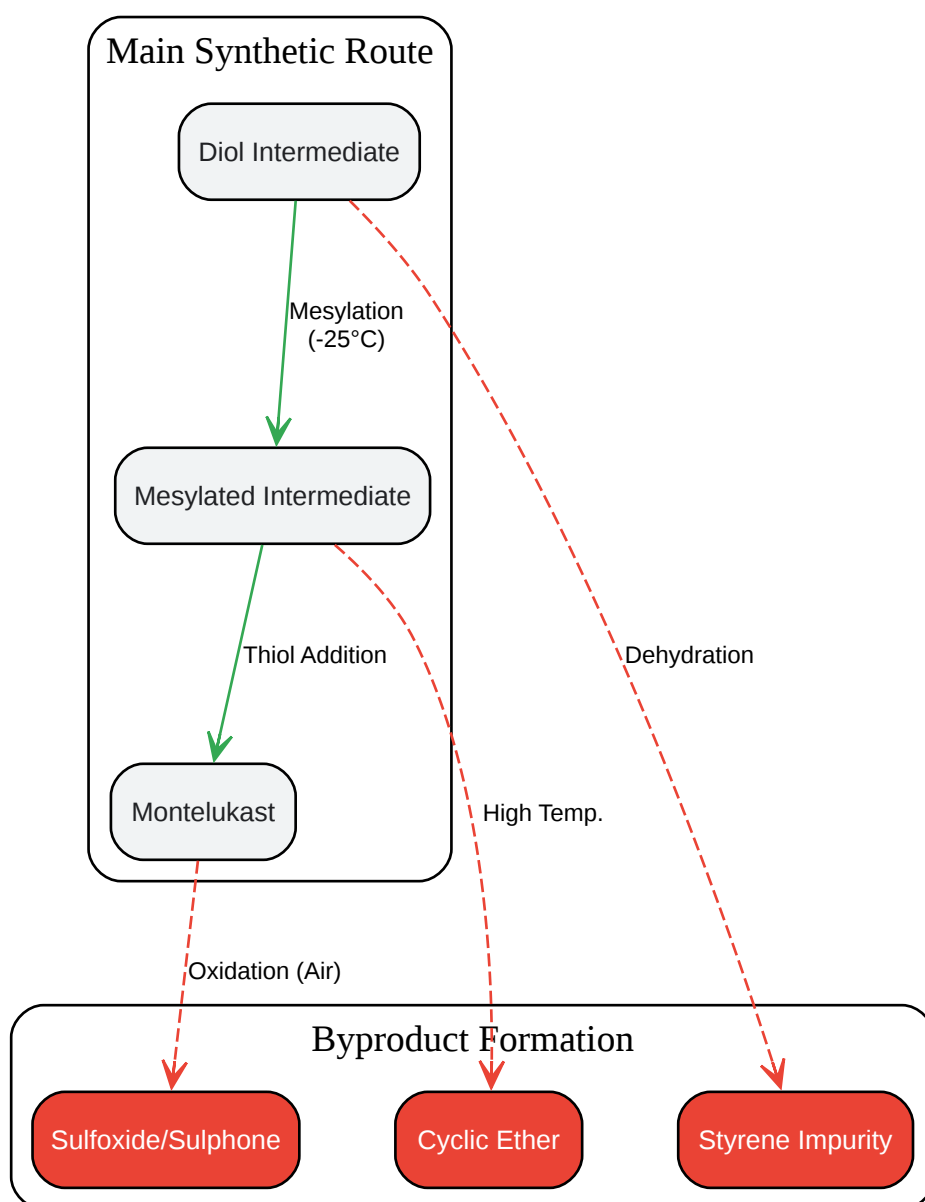 Main Synthetic Route
Diol Intermediate
Mesylation
(-25°C)
Mesylated Intermediate
Thiol Addition
Dehydration
Montelukast
High Temp.
Oxidation (Air)
Byproduct Formation
Sulfoxide/Sulphone
Cyclic Ether
Styrene Impurity